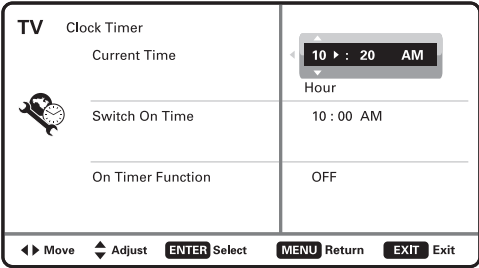 TV Clock Timer
Current Time 10 : 20 AM
Hour
Switch On Time 10 : 00 AM
On Timer Function OFF
Move Adjust ENTER Select MENU Return EXIT Exit